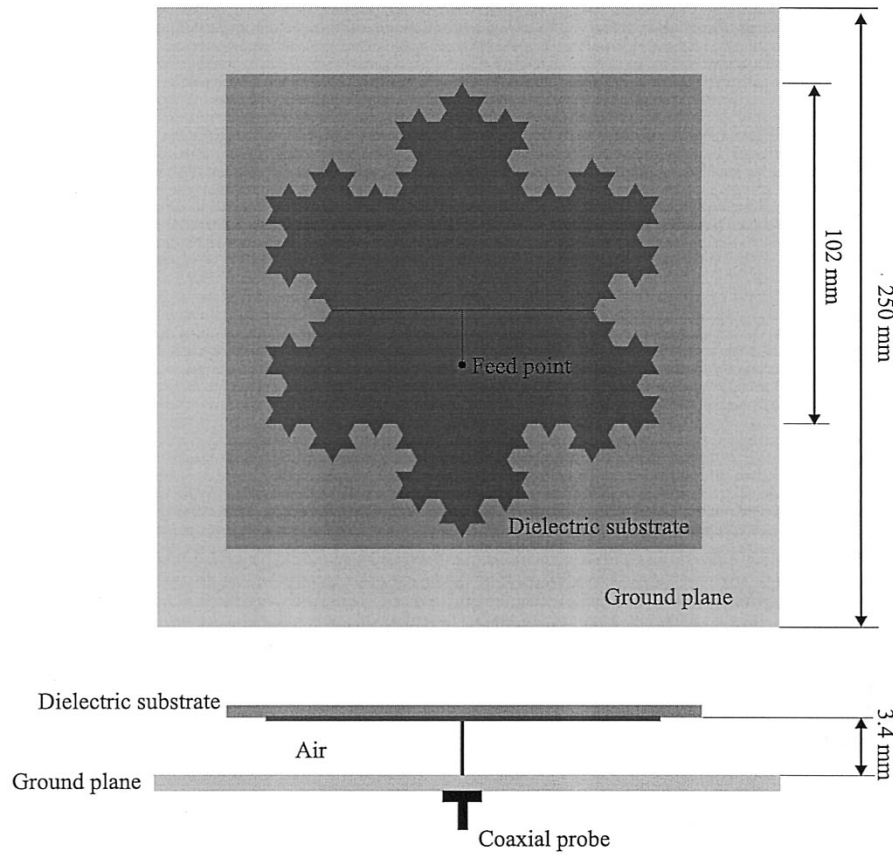 102 mm
250 mm
Feed point
Dielectric substrate
Ground plane
Dielectric substrate
3.4 mm
Air
Ground plane
Coaxial probe